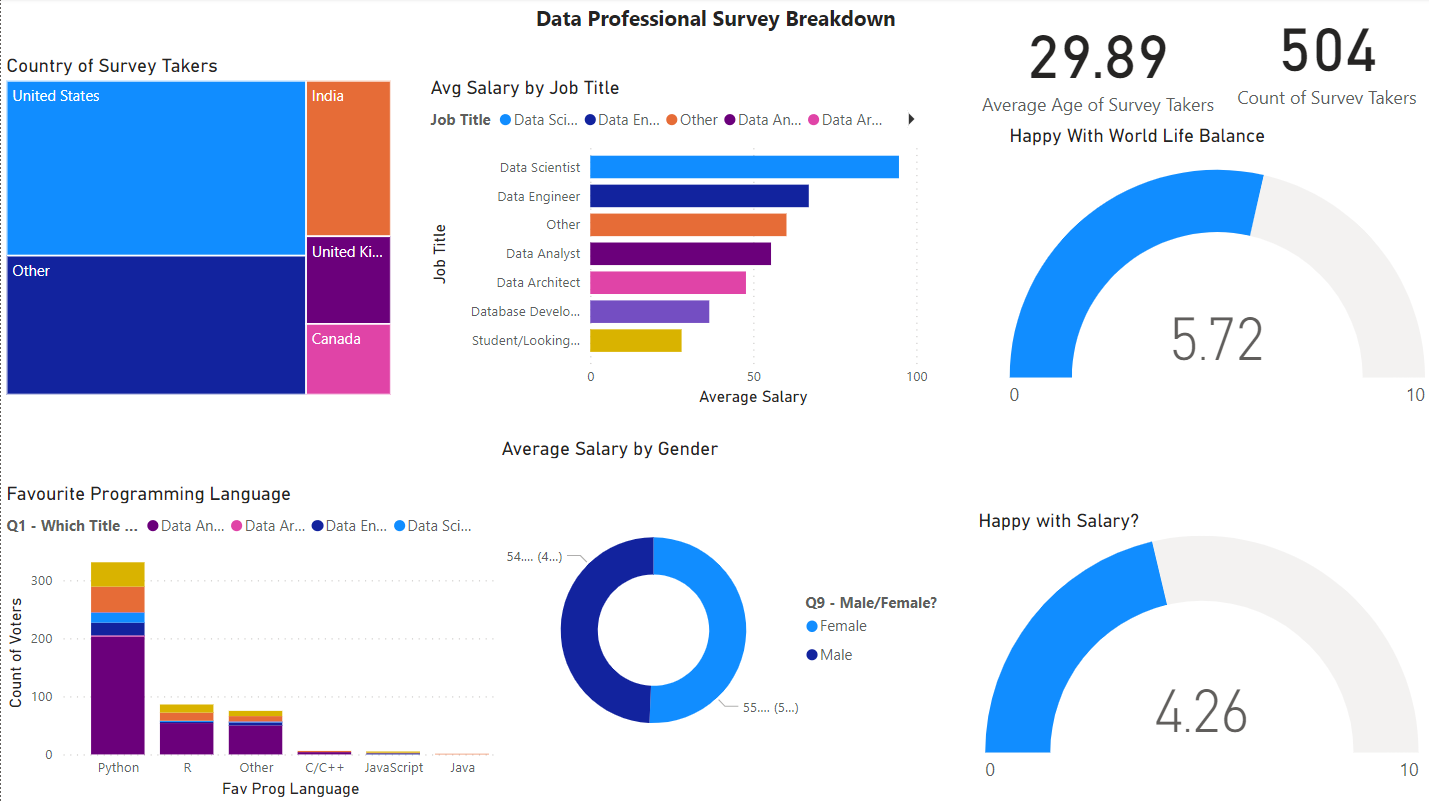 Data Professional Survey Breakdown
29.89
Average Age of Survey Takers
504
Count of Survey Takers
Country of Survey Takers
United States
India
Other
United Ki...
Canada
Avg Salary by Job Title
Job Title Data Sci... Data En... Other Data An... Data Ar...
Job Title
Data Scientist
Data Engineer
Other
Data Analyst
Data Architect
Database Develo...
Student/Looking...
0 50 100
Average Salary
Happy With World Life Balance
5.72
0 10
Favourite Programming Language
Q1 - Which Title ... Data An... Data Ar... Data En... Data Sci...
Count of Voters
300
200
100
0
Python R Other C/C++ JavaScript Java
Fav Prog Language
Average Salary by Gender
54.... (4...)
55.... (5...)
Q9 - Male/Female?
Female
Male
Happy with Salary?
4.26
0 10